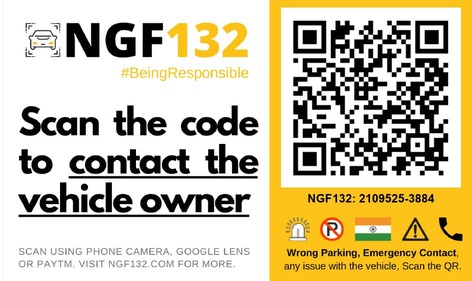 NGF132
#BeingResponsible
Scan the code
to contact the
vehicle owner
SCAN USING PHONE CAMERA, GOOGLE LENS
OR PAYTM. VISIT NGF132.COM FOR MORE.
NGF132: 2109525-3884
P
Wrong Parking, Emergency Contact,
any issue with the vehicle, Scan the QR.